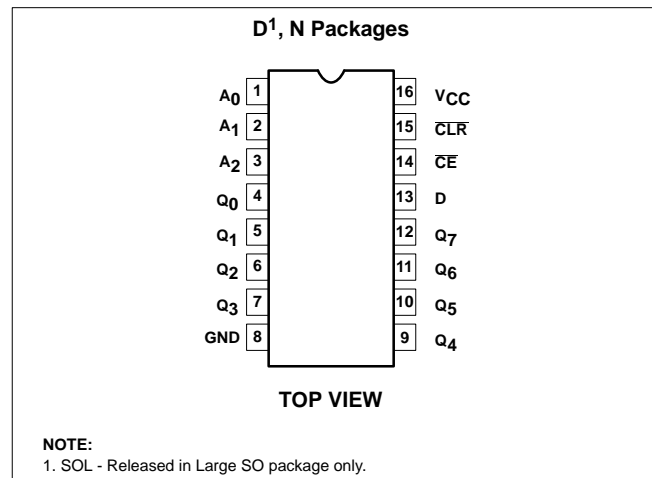 D1, N Packages
A0 1 16 VCC
A1 2 15 CLR
A2 3 14 CE
Q0 4 13 D
Q1 5 12 Q7
Q2 6 11 Q6
Q3 7 10 Q5
GND 8 9 Q4
TOP VIEW
NOTE:
1. SOL - Released in Large SO package only.